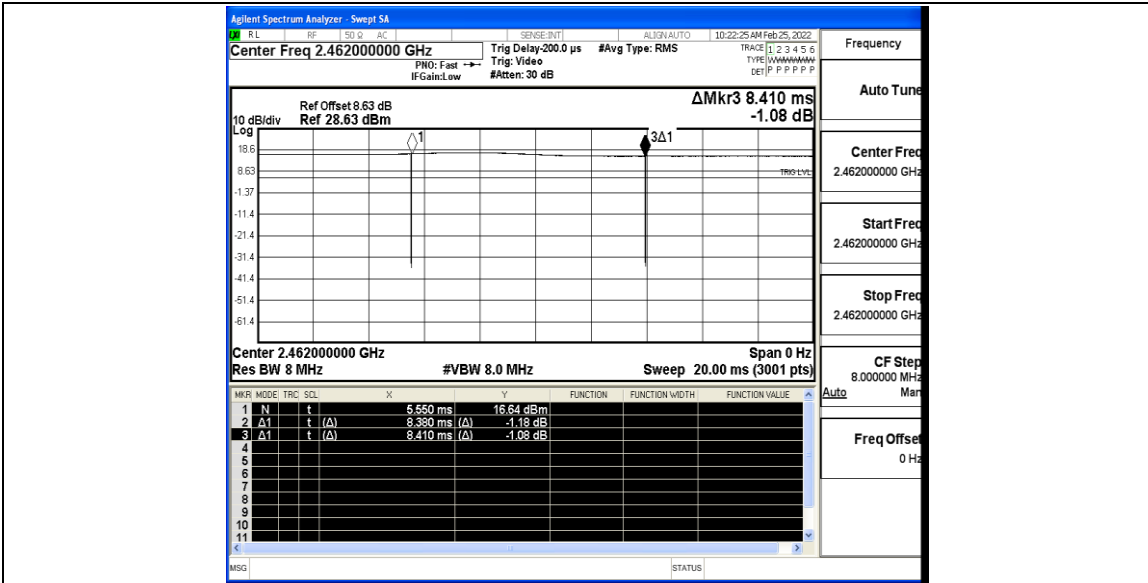 Agilent Spectrum Analyzer - Swept SA
LXI RL RF 50 Ω AC SENSE:INT ALIGN AUTO 10:22:25 AM Feb 25, 2022
Center Freq 2.462000000 GHz
PNO: Fast
IFGain:Low
Trig Delay-200.0 µs
Trig: Video
#Atten: 30 dB
#Avg Type: RMS
TRACE 1 2 3 4 5 6
TYPE WWWWWW
DET P P P P P P
Ref Offset 8.63 dB
10 dB/div Ref 28.63 dBm
Log
ΔMkr3 8.410 ms
-1.08 dB
1
3Δ1
TRIG LVL
18.6
8.63
-1.37
-11.4
-21.4
-31.4
-41.4
-51.4
-61.4
Center 2.462000000 GHz Span 0 Hz
Res BW 8 MHz #VBW 8.0 MHz Sweep 20.00 ms (3001 pts)
MKR MODE TRC SCL X Y FUNCTION FUNCTION WIDTH FUNCTION VALUE
1 N t 5.550 ms 16.64 dBm
2 Δ1 t (Δ) 8.380 ms (Δ) -1.18 dB
3 Δ1 t (Δ) 8.410 ms (Δ) -1.08 dB
4
5
6
7
8
9
10
11
MSG STATUS
Frequency
Auto Tune
Center Freq
2.462000000 GHz
Start Freq
2.462000000 GHz
Stop Freq
2.462000000 GHz
CF Step
8.000000 MHz
Auto Man
Freq Offset
0 Hz